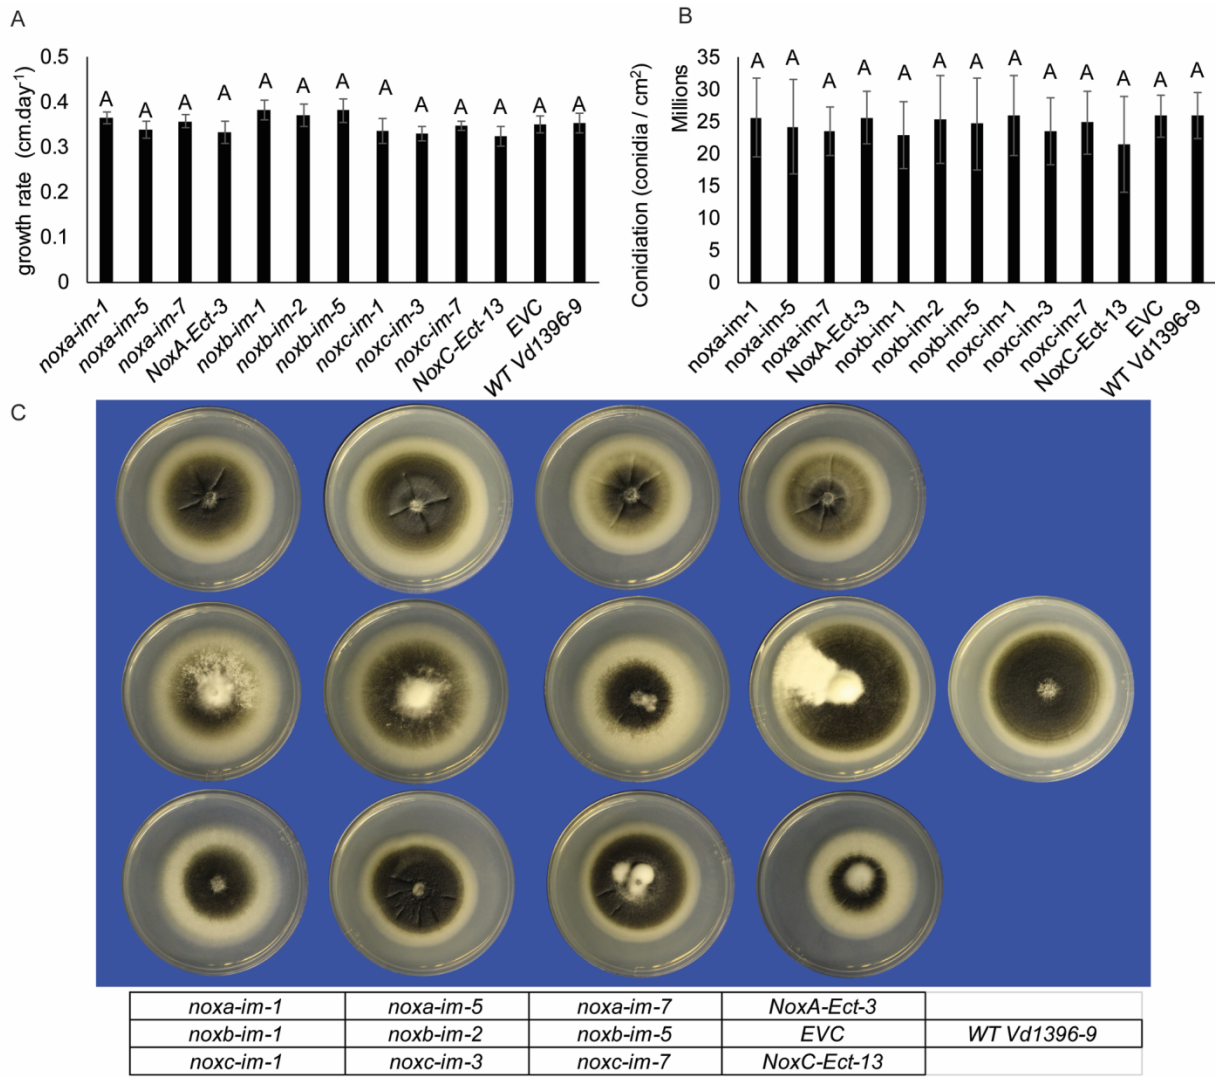 A
growth rate (cm.day-1)
0.5
0.4
0.3
0.2
0.1
0
A A A A A A A A A A A A A
noxa-im-1
noxa-im-5
noxa-im-7
NoxA-Ect-3
noxb-im-1
noxb-im-2
noxb-im-5
noxc-im-1
noxc-im-3
noxc-im-7
NoxC-Ect-13
EVC
WT Vd1396-9
B
Conidiation (conidia / cm2)
Millions
35
30
25
20
15
10
5
0
A A A A A A A A A A A A A
noxa-im-1
noxa-im-5
noxa-im-7
NoxA-Ect-3
noxb-im-1
noxb-im-2
noxb-im-5
noxc-im-1
noxc-im-3
noxc-im-7
NoxC-Ect-13
EVC
WT Vd1396-9
C
noxa-im-1 noxa-im-5 noxa-im-7 NoxA-Ect-3
noxb-im-1 noxb-im-2 noxb-im-5 EVC WT Vd1396-9
noxc-im-1 noxc-im-3 noxc-im-7 NoxC-Ect-13